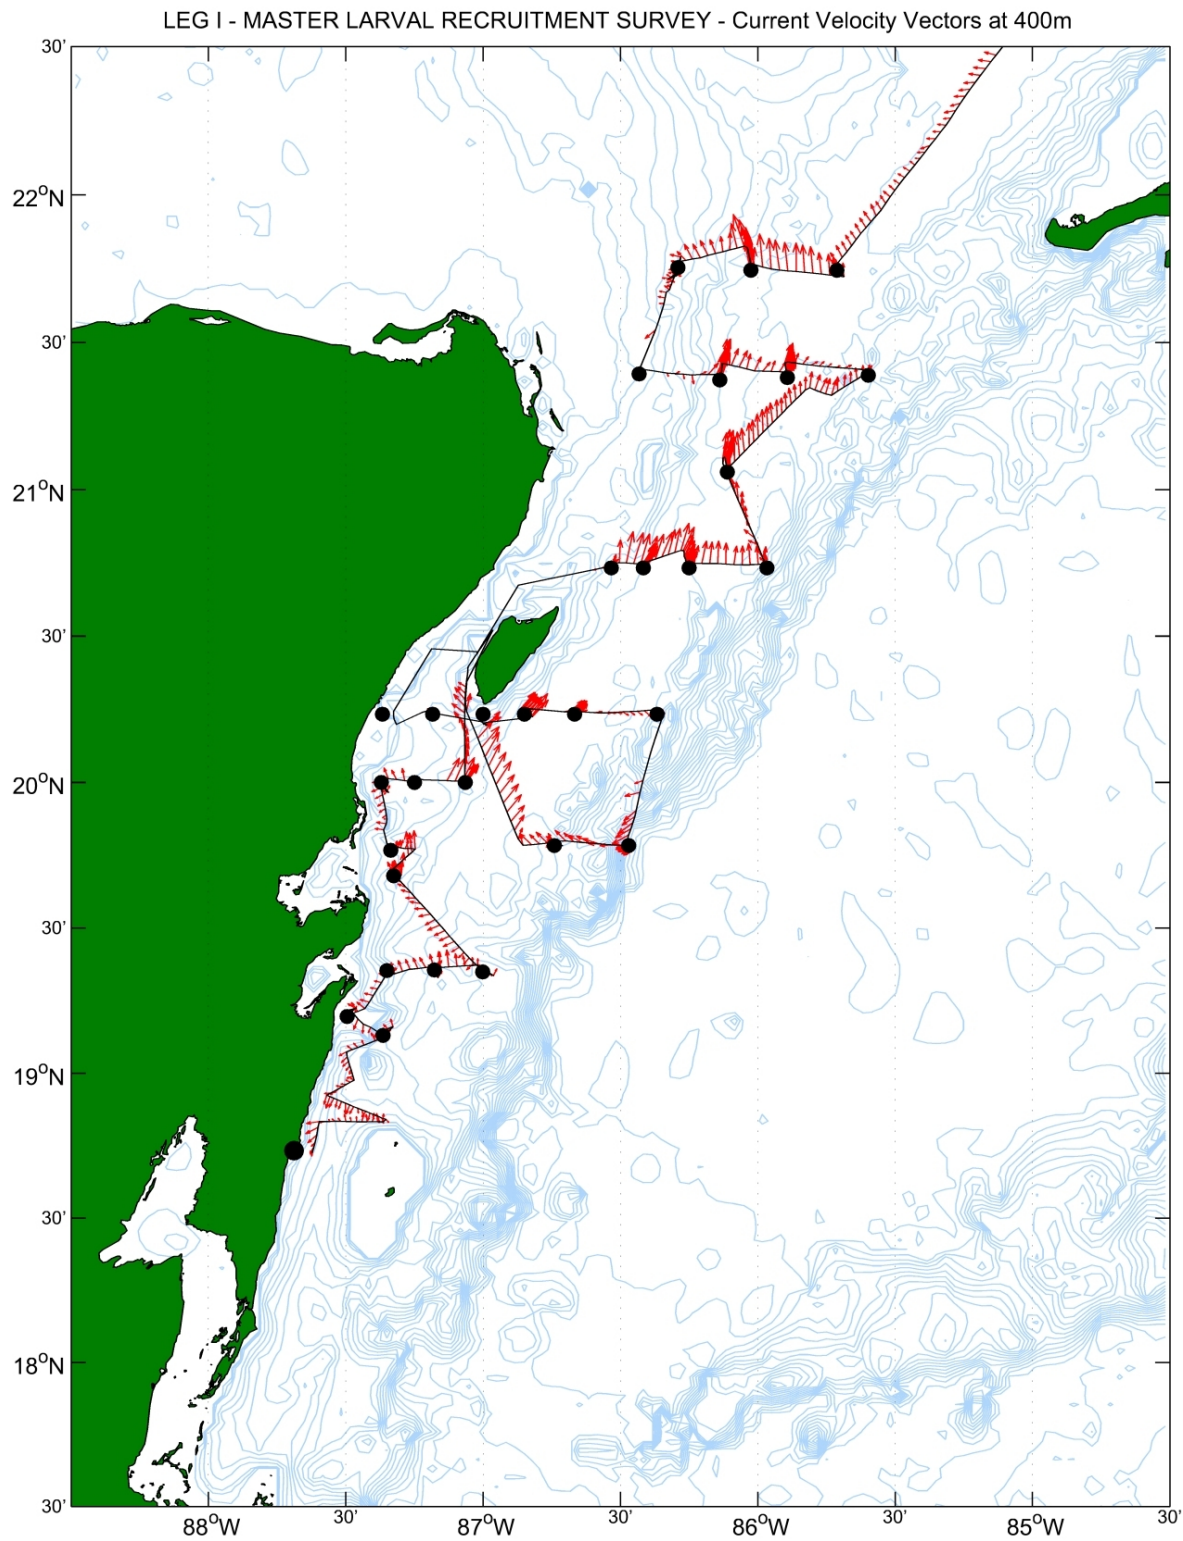 LEG I - MASTER LARVAL RECRUITMENT SURVEY - Current Velocity Vectors at 400m
30'
22°N
30'
21°N
30'
20°N
30'
19°N
30'
18°N
30'
88°W 30' 87°W 30' 86°W 30' 85°W 30'